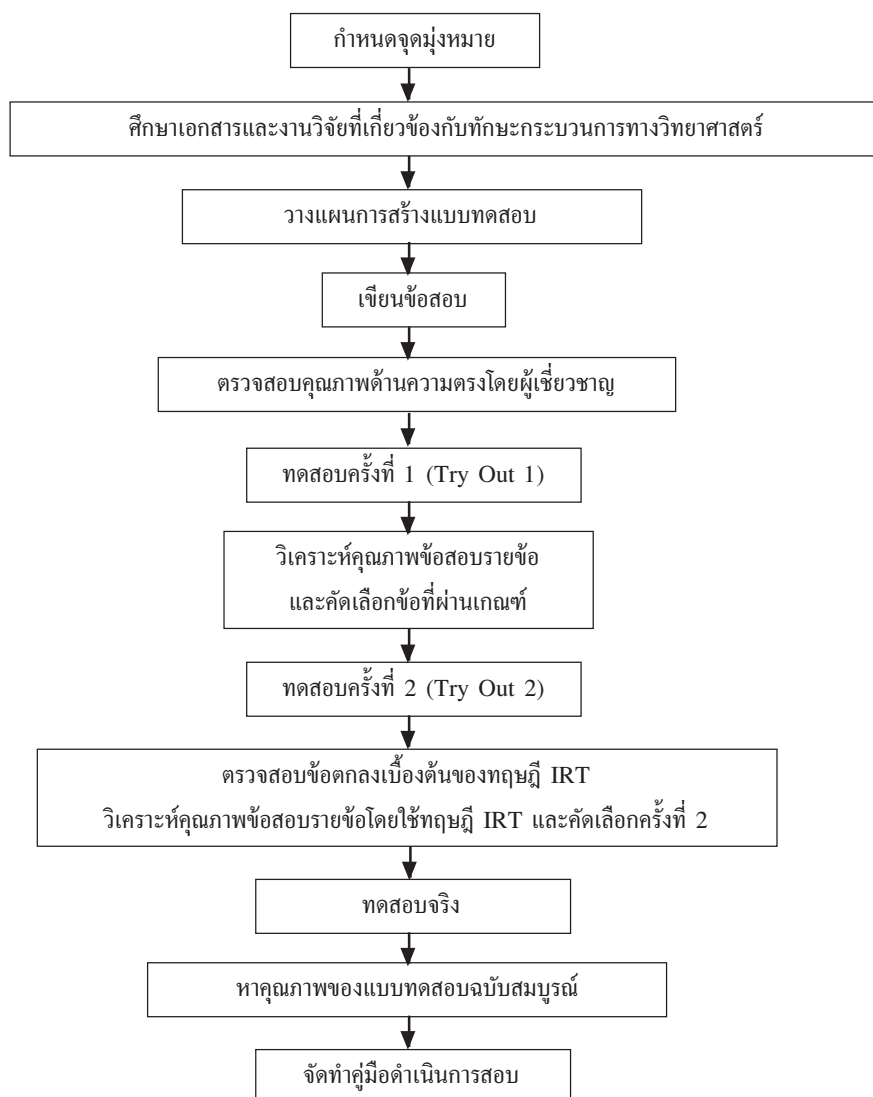 กำหนดจุดมุ่งหมาย
ศึกษาเอกสารและงานวิจัยที่เกี่ยวข้องกับทักษะกระบวนการทางวิทยาศาสตร์
วางแผนการสร้างแบบทดสอบ
เขียนข้อสอบ
ตรวจสอบคุณภาพด้านความตรงโดยผู้เชี่ยวชาญ
ทดสอบครั้งที่ 1 (Try Out 1)
วิเคราะห์คุณภาพข้อสอบรายข้อ
และคัดเลือกข้อที่ผ่านเกณฑ์
ทดสอบครั้งที่ 2 (Try Out 2)
ตรวจสอบข้อตกลงเบื้องต้นของทฤษฎี IRT
วิเคราะห์คุณภาพข้อสอบรายข้อโดยใช้ทฤษฎี IRT และคัดเลือกครั้งที่ 2
ทดสอบจริง
หาคุณภาพของแบบทดสอบฉบับสมบูรณ์
จัดทำคู่มือดำเนินการสอบ